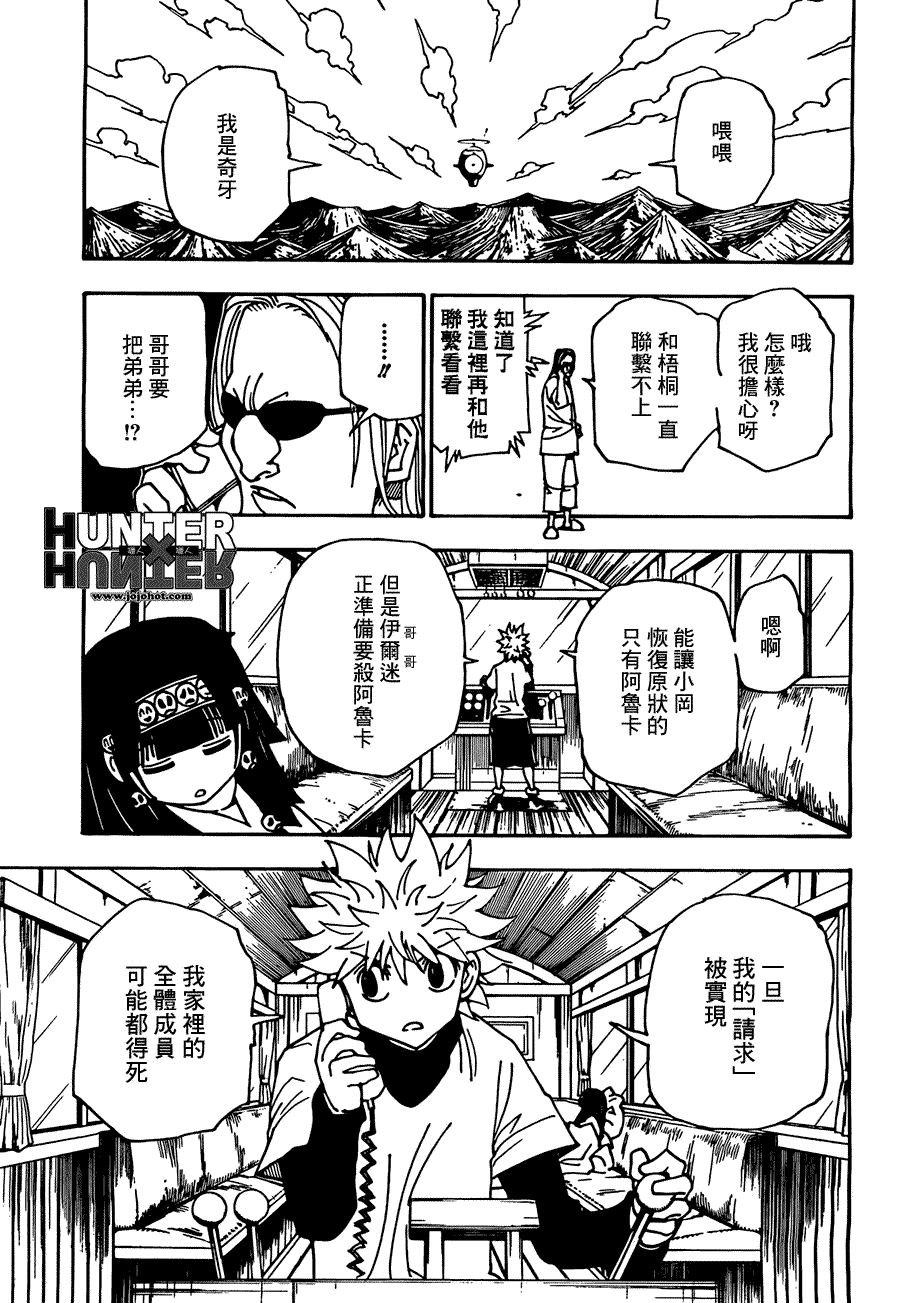 喂喂
我是奇牙
哦
怎麼樣?
我很擔心呀
和梧桐一直
聯繫不上
知道了
我這裡再和他
聯繫看看
……!!
哥哥要
把弟弟…!?
HUNTER
×
HUNTER
獵人
獵人
www.jojohot.com
嗯啊
能讓小岡
恢復原狀的
只有阿魯卡
但是伊爾迷
哥哥
正準備要殺阿魯卡
一旦
我的「請求」
被實現
我家裡的
全體成員
可能都得死